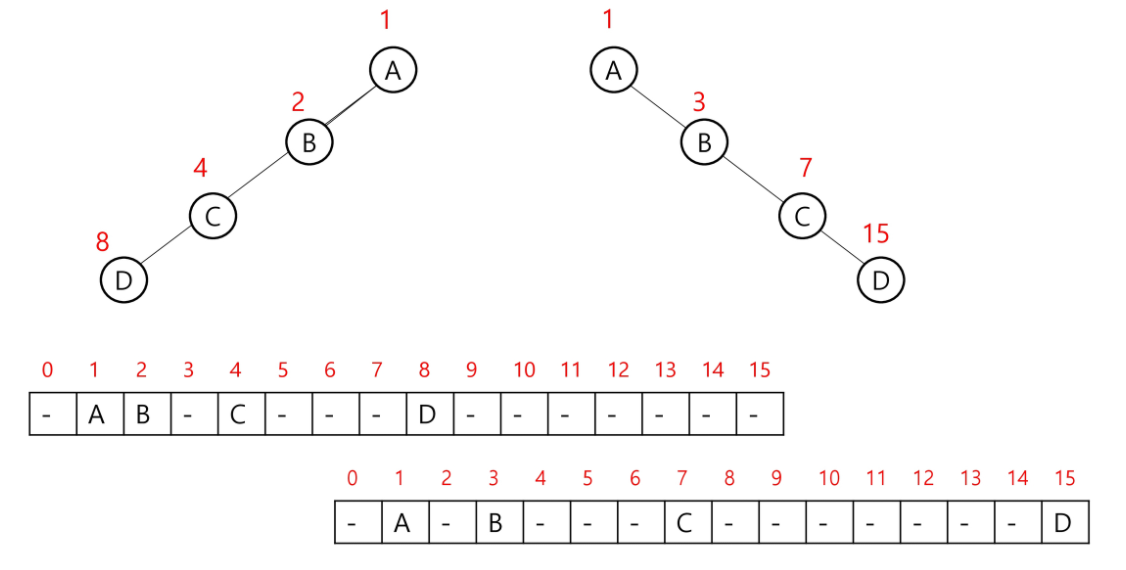 1 1
A A
2 3
B B
4 7
C C
8 15
D D
0 1 2 3 4 5 6 7 8 9 10 11 12 13 14 15
- A B - C - - - D - - - - - - -
0 1 2 3 4 5 6 7 8 9 10 11 12 13 14 15
- A - B - - - C - - - - - - - D